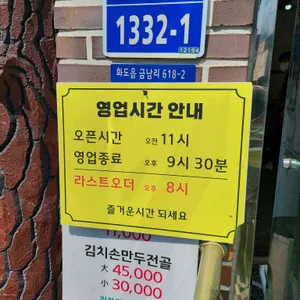 1332-1
12194
화도읍 금남리 618-2
영업시간 안내
오픈시간 오전 11시
영업종료 오후 9시 30분
라스트오더 오후 8시
즐거운시간 되세요
11,000
김치손만두전골
大 45,000
小 30,000